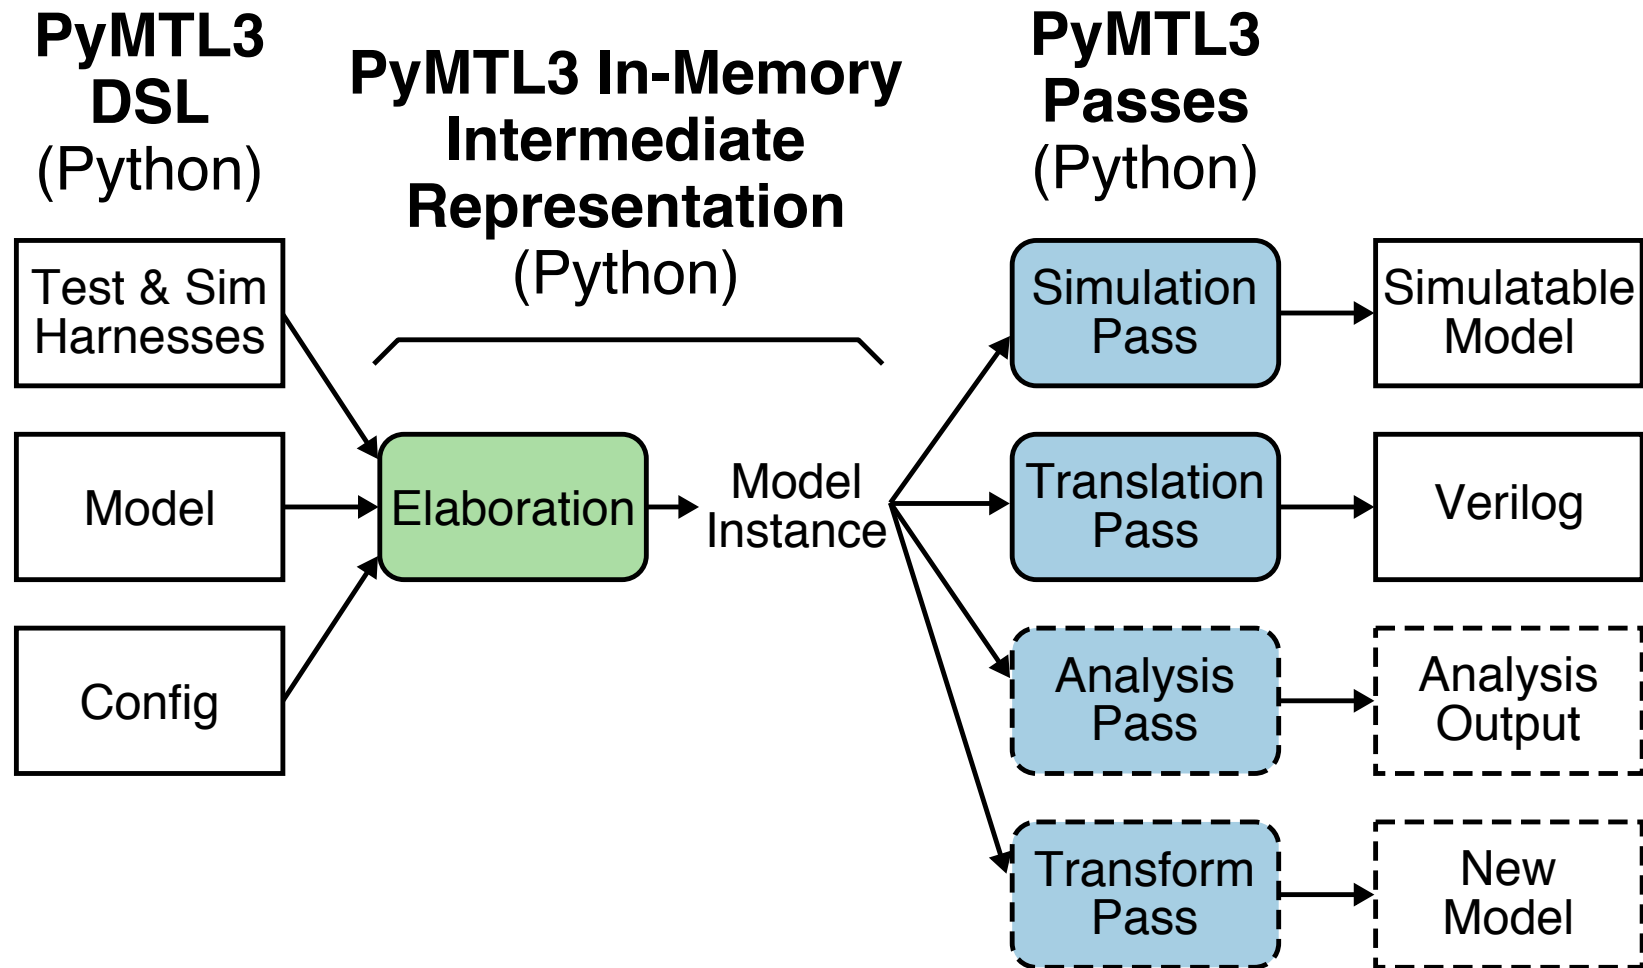 PyMTL3
DSL
(Python)
PyMTL3 In-Memory
Intermediate
Representation
(Python)
PyMTL3
Passes
(Python)
Test & Sim
Harnesses
Model
Config
Elaboration
Model
Instance
Simulation
Pass
Translation
Pass
Analysis
Pass
Transform
Pass
Simulatable
Model
Verilog
Analysis
Output
New
Model